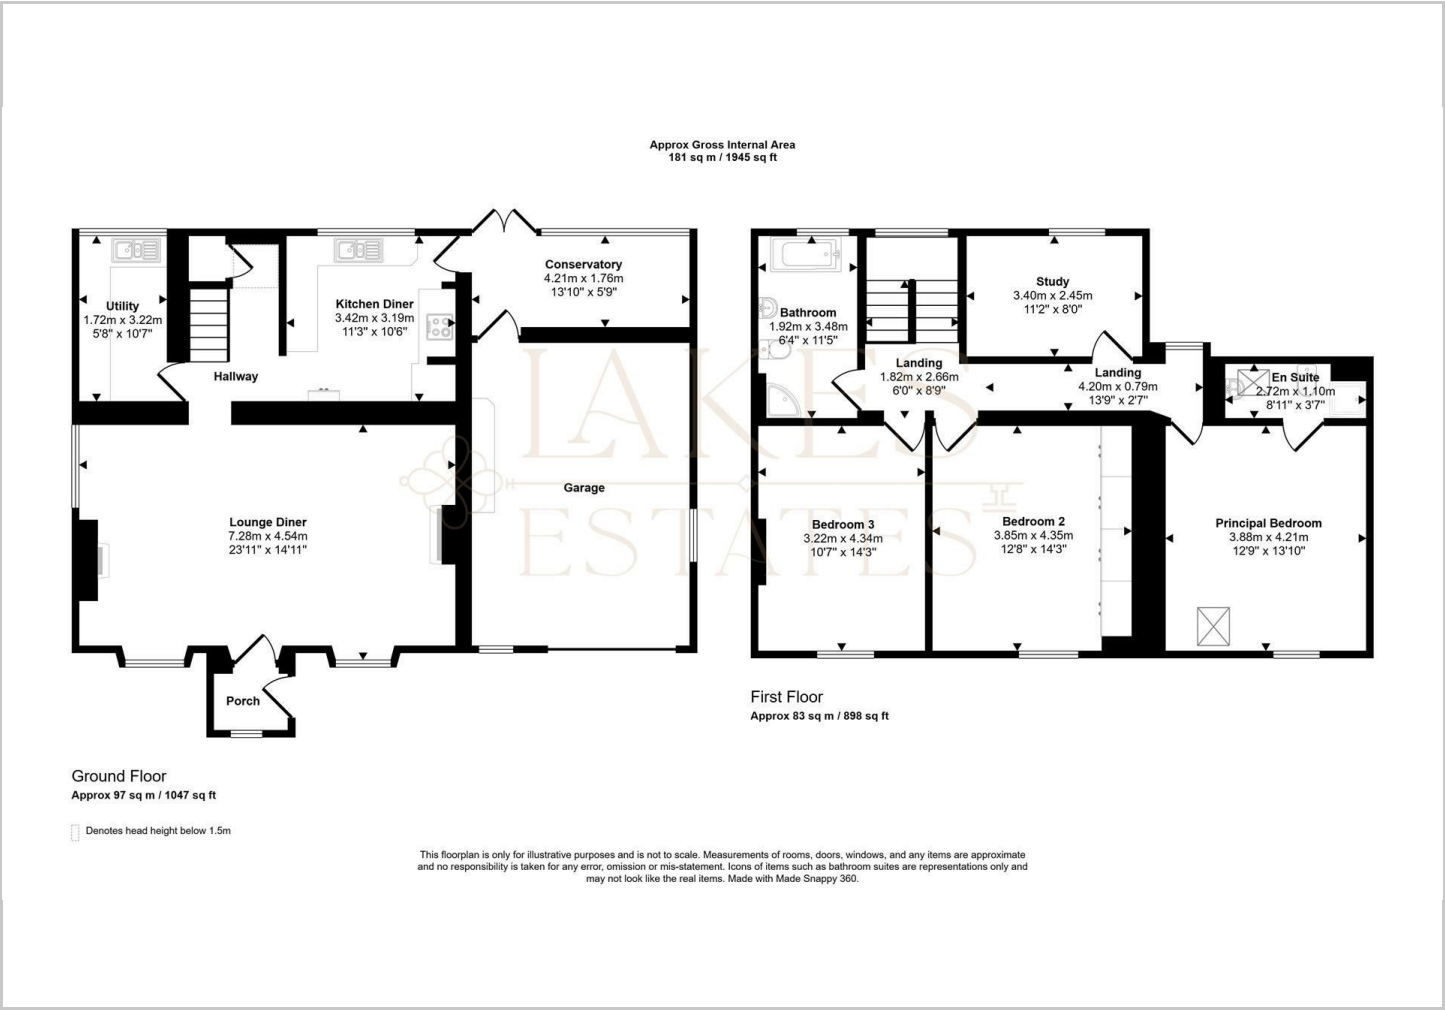 Approx Gross Internal Area
181 sq m / 1945 sq ft
Utility
1.72m x 3.22m
5'8" x 10'7"
Hallway
Kitchen Diner
3.42m x 3.19m
11'3" x 10'6"
Conservatory
4.21m x 1.76m
13'10" x 5'9"
Garage
Lounge Diner
7.28m x 4.54m
23'11" x 14'11"
Porch
Ground Floor
Approx 97 sq m / 1047 sq ft
Denotes head height below 1.5m
Bathroom
1.92m x 3.48m
6'4" x 11'5"
Study
3.40m x 2.45m
11'2" x 8'0"
Landing
1.82m x 2.66m
6'0" x 8'9"
Landing
4.20m x 0.79m
13'9" x 2'7"
En Suite
2.72m x 1.10m
8'11" x 3'7"
Bedroom 3
3.22m x 4.34m
10'7" x 14'3"
Bedroom 2
3.85m x 4.35m
12'8" x 14'3"
Principal Bedroom
3.88m x 4.21m
12'9" x 13'10"
First Floor
Approx 83 sq m / 898 sq ft
LAKES
ESTATES
This floorplan is only for illustrative purposes and is not to scale. Measurements of rooms, doors, windows, and any items are approximate
and no responsibility is taken for any error, omission or mis-statement. Icons of items such as bathroom suites are representations only and
may not look like the real items. Made with Made Snappy 360.